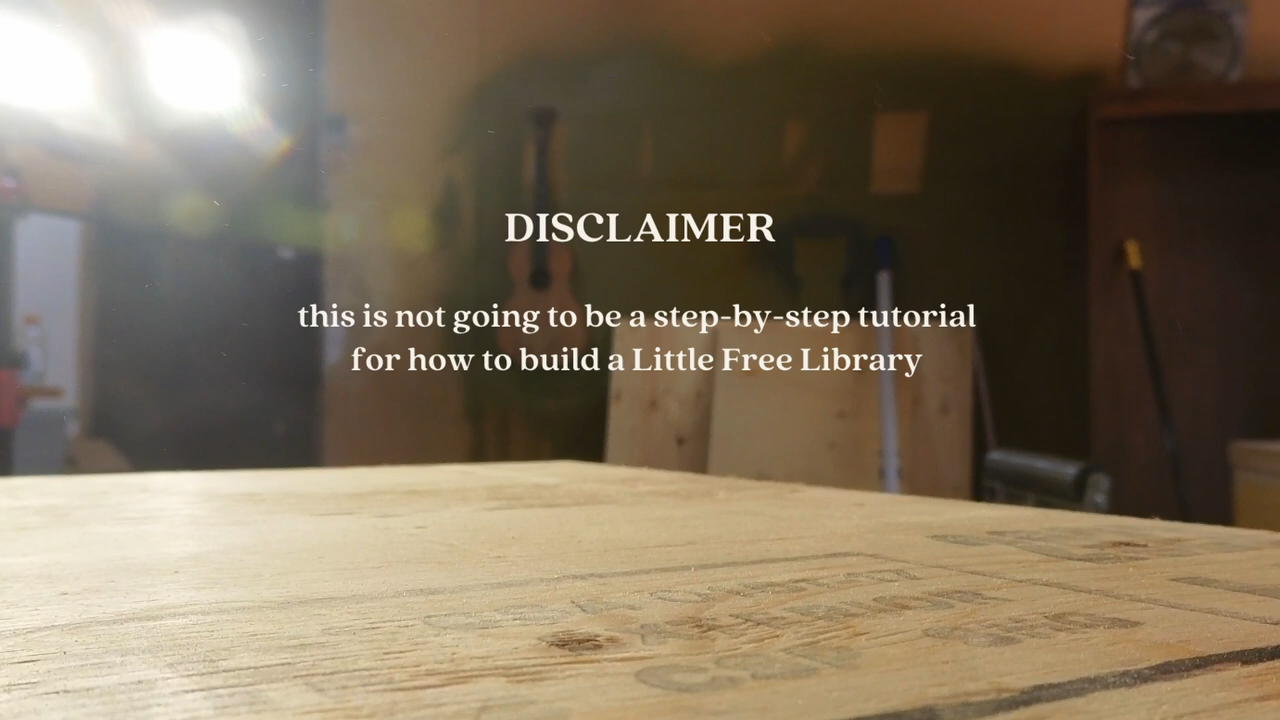 DISCLAIMER
this is not going to be a step-by-step tutorial
for how to build a Little Free Library